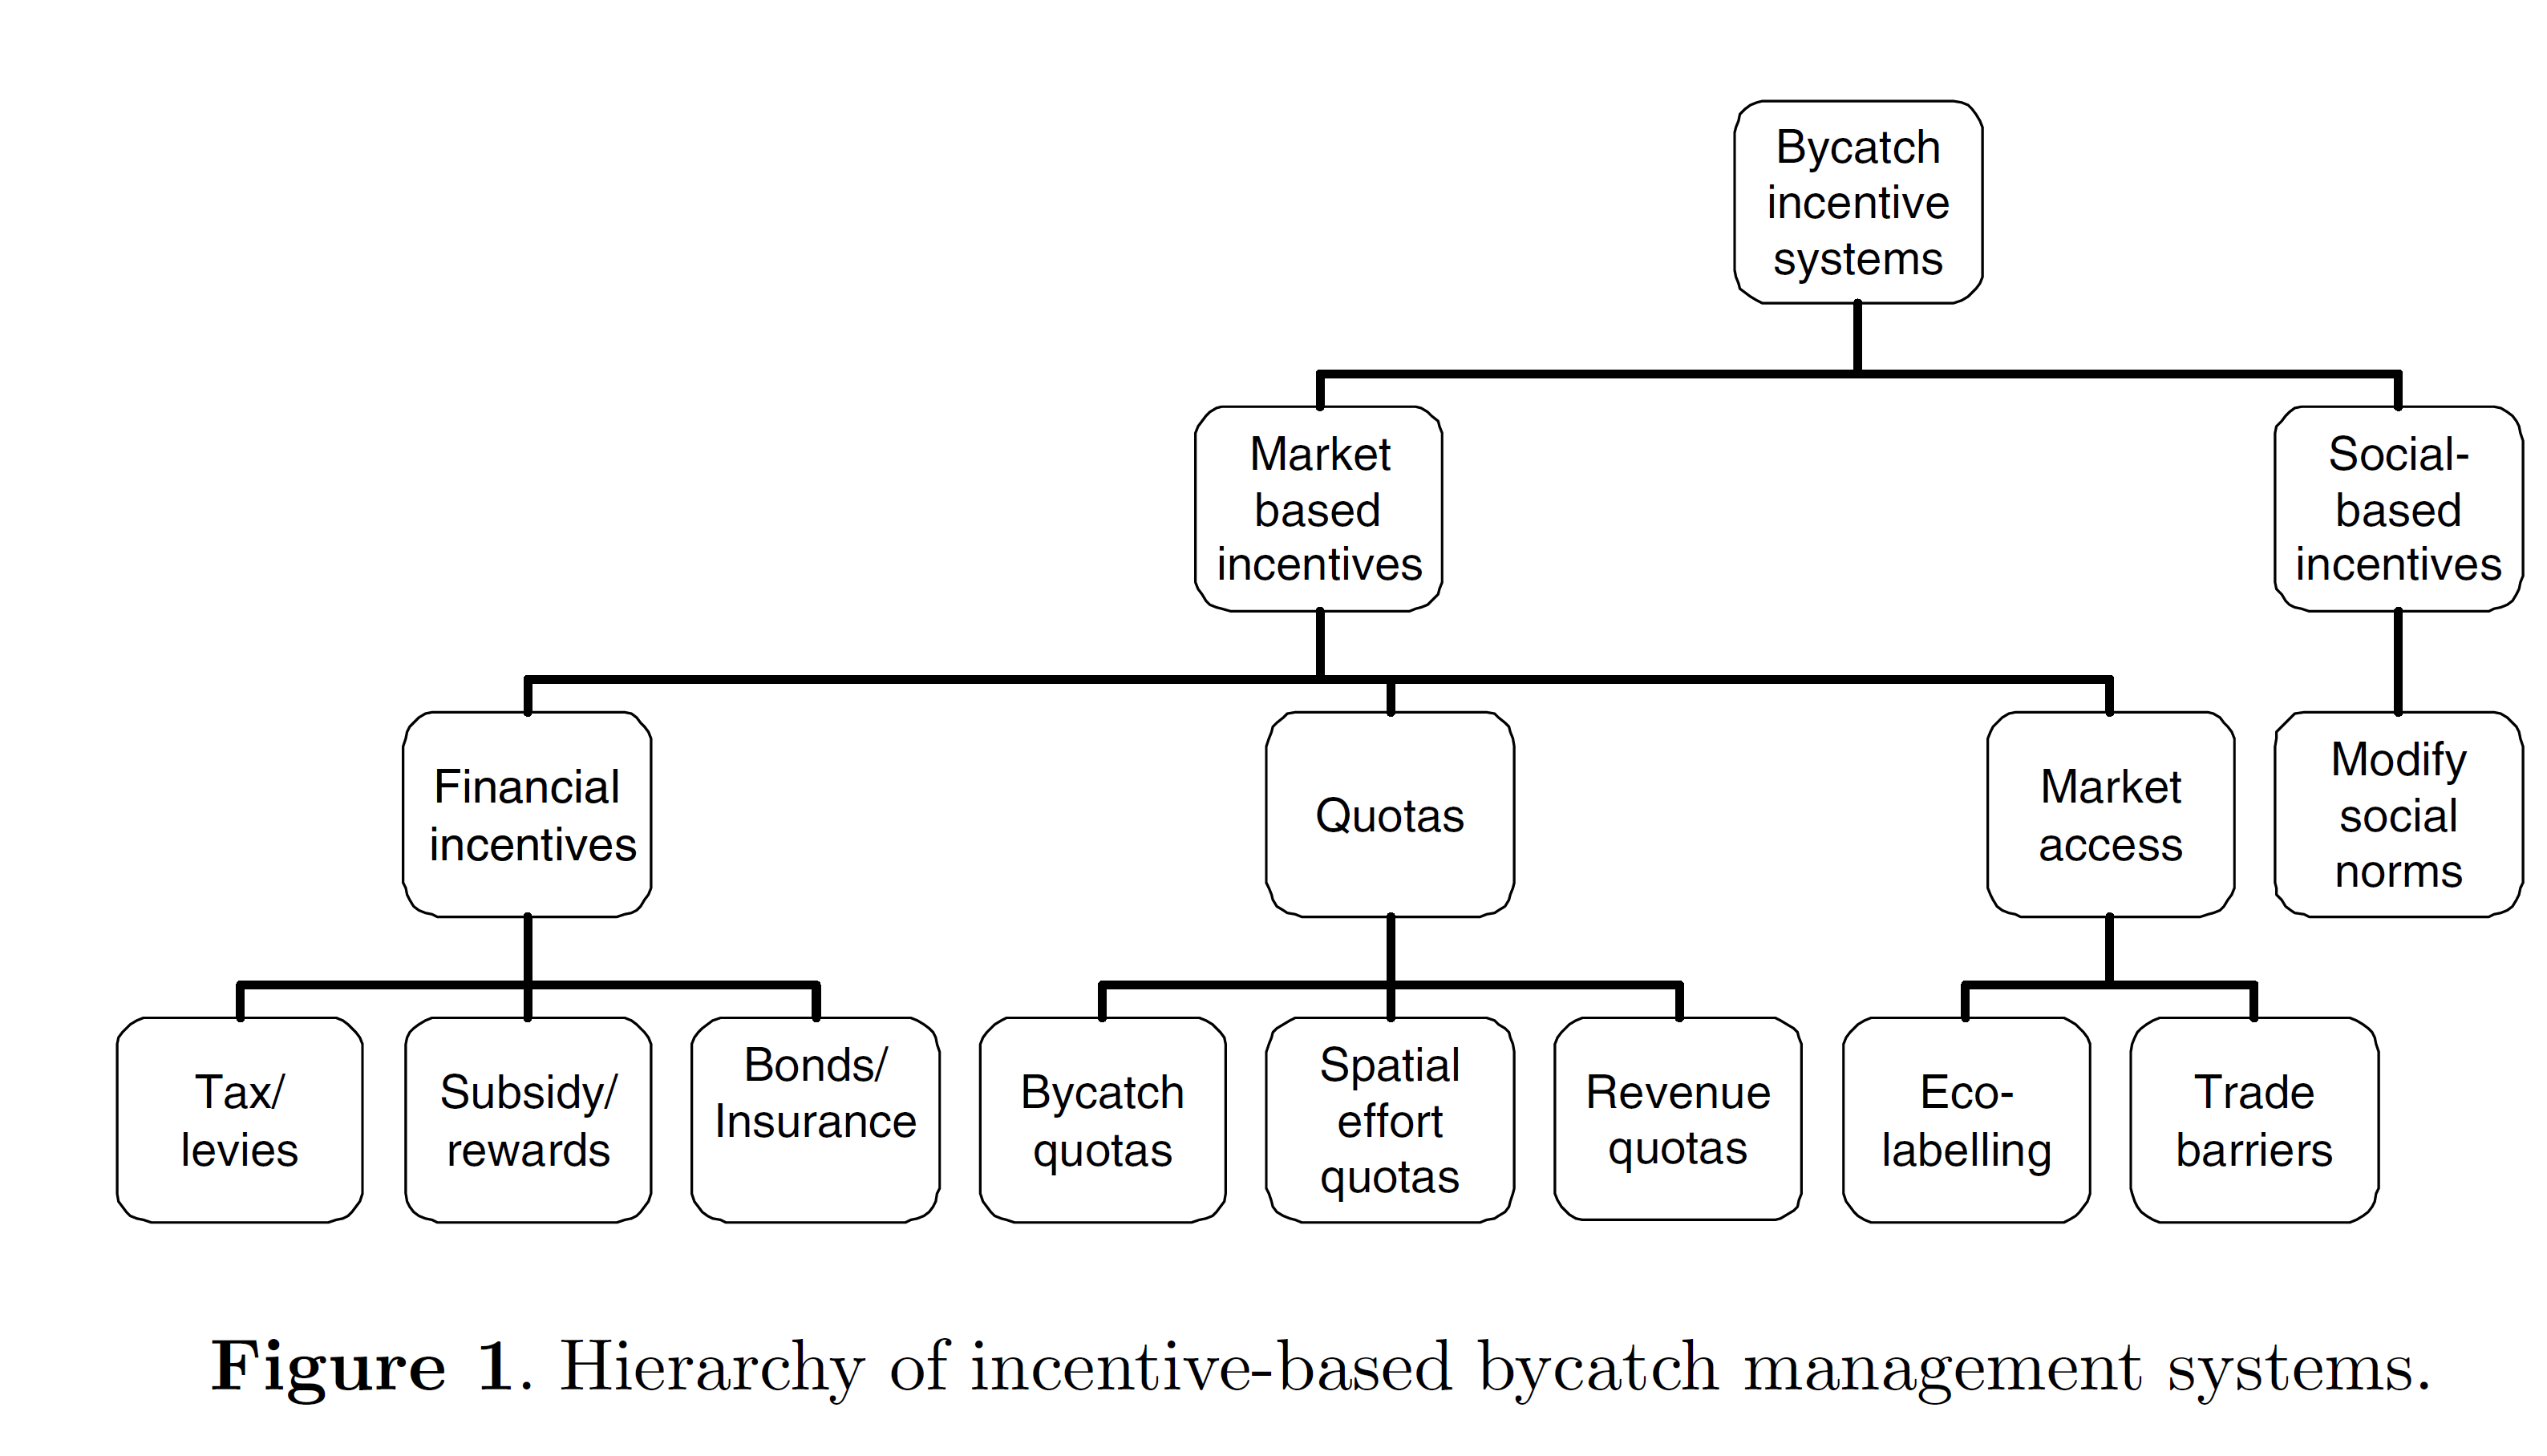 Bycatch
incentive
systems
Market
based
incentives
Social-
based
incentives
Financial
incentives
Quotas
Market
access
Modify
social
norms
Tax/
levies
Subsidy/
rewards
Bonds/
Insurance
Bycatch
quotas
Spatial
effort
quotas
Revenue
quotas
Eco-
labelling
Trade
barriers
Figure 1. Hierarchy of incentive-based bycatch management systems.